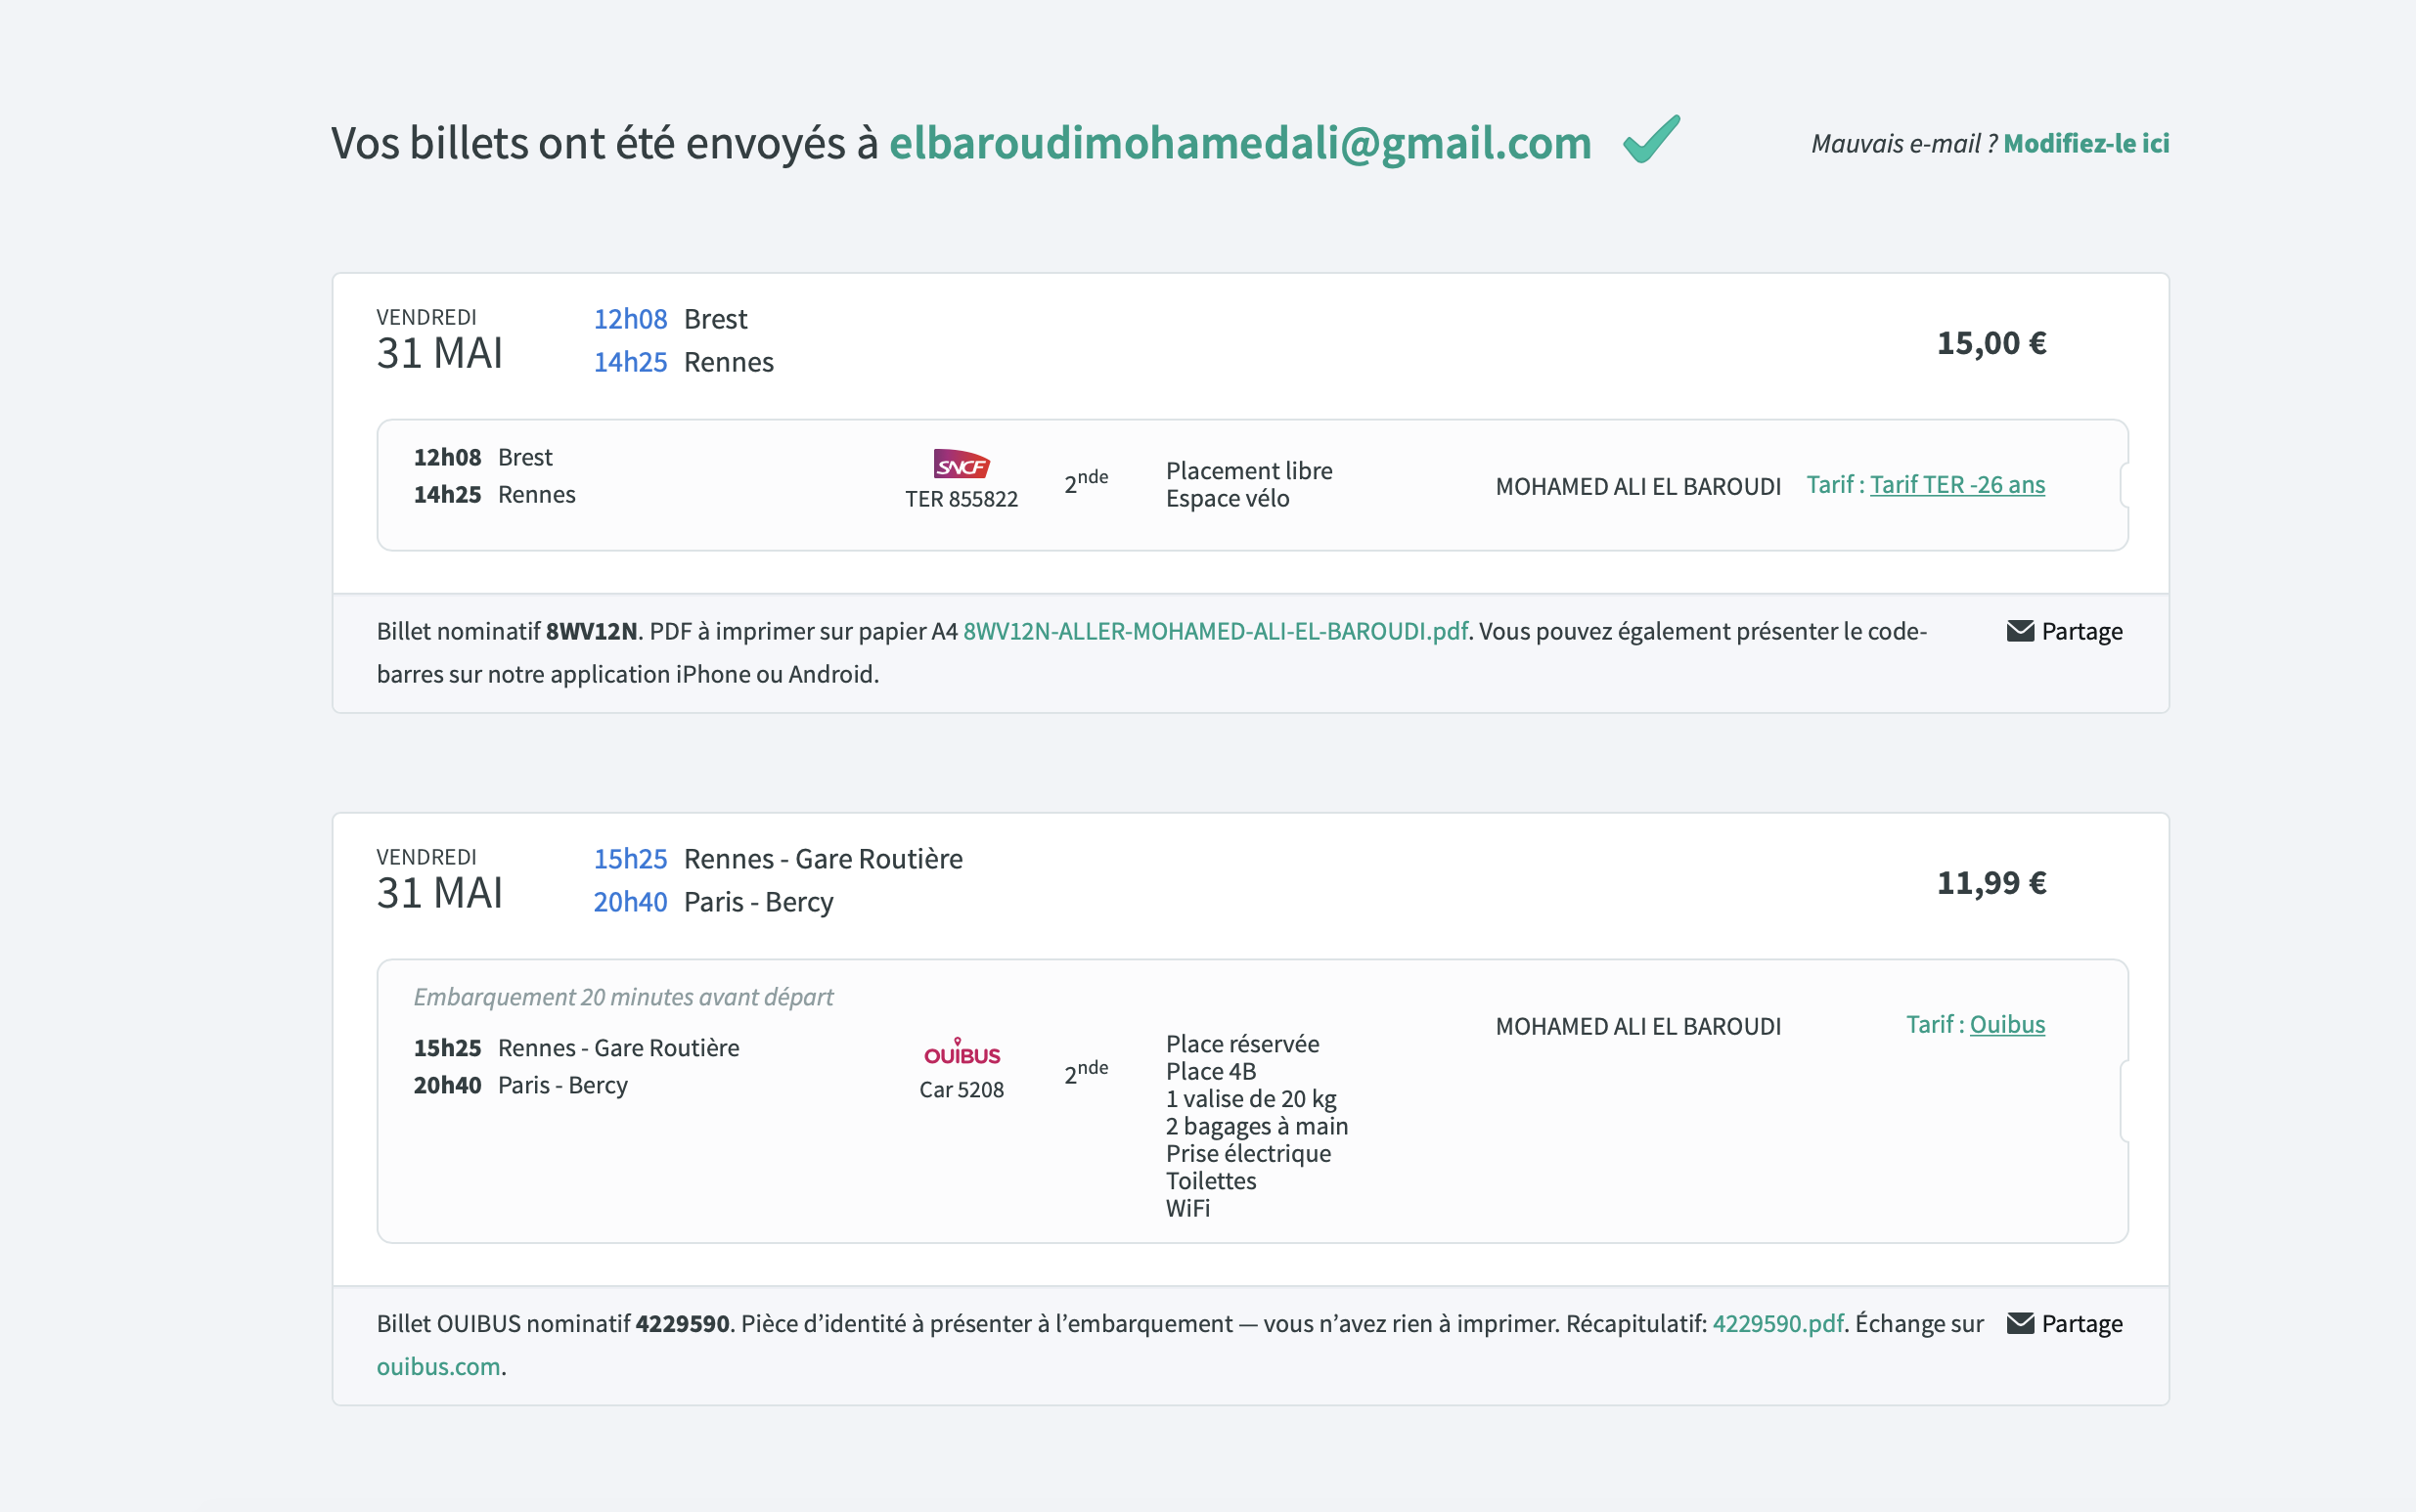 Vos billets ont été envoyés à elbaroudimohamedali@gmail.com
Mauvais e-mail ? Modifiez-le ici
VENDREDI
31 MAI
12h08 Brest
14h25 Rennes
15,00 €
12h08 Brest
14h25 Rennes
SNCF
TER 855822
2nde
Placement libre
Espace vélo
MOHAMED ALI EL BAROUDI
Tarif : Tarif TER -26 ans
Billet nominatif 8WV12N. PDF à imprimer sur papier A4 8WV12N-ALLER-MOHAMED-ALI-EL-BAROUDI.pdf. Vous pouvez également présenter le code-
barres sur notre application iPhone ou Android.
Partage
VENDREDI
31 MAI
15h25 Rennes - Gare Routière
20h40 Paris - Bercy
11,99 €
Embarquement 20 minutes avant départ
15h25 Rennes - Gare Routière
20h40 Paris - Bercy
OUIBUS
Car 5208
2nde
Place réservée
Place 4B
1 valise de 20 kg
2 bagages à main
Prise électrique
Toilettes
WiFi
MOHAMED ALI EL BAROUDI
Tarif : Ouibus
Billet OUIBUS nominatif 4229590. Pièce d’identité à présenter à l’embarquement — vous n’avez rien à imprimer. Récapitulatif: 4229590.pdf. Échange sur
ouibus.com.
Partage